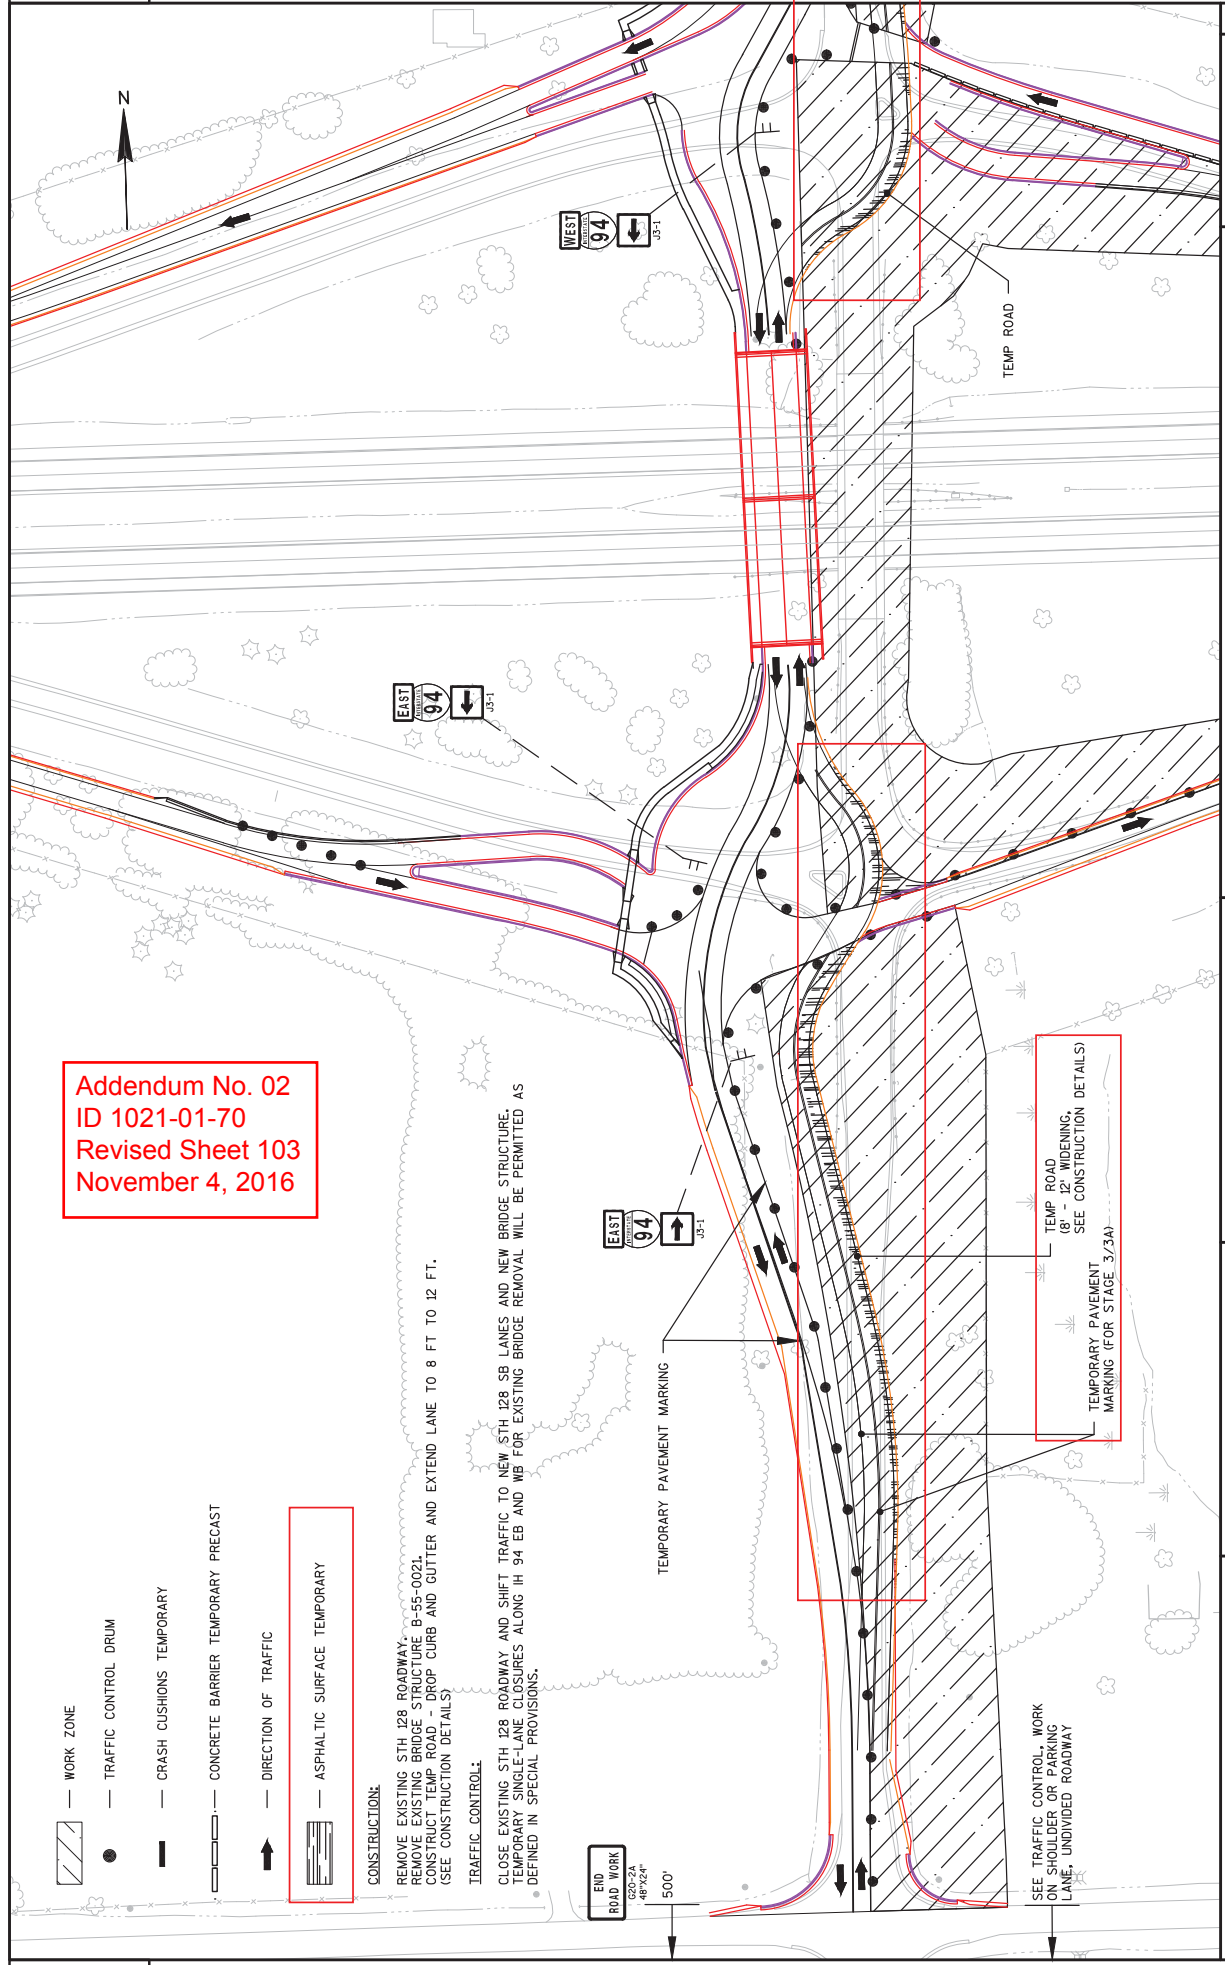 Addendum No. 02
ID 1021-01-70
Revised Sheet 103
November 4, 2016
N
WORK ZONE
TRAFFIC CONTROL DRUM
CRASH CUSHIONS TEMPORARY
CONCRETE BARRIER TEMPORARY PRECAST
DIRECTION OF TRAFFIC
ASPHALTIC SURFACE TEMPORARY
CONSTRUCTION:
REMOVE EXISTING STH 128 ROADWAY.
REMOVE EXISTING BRIDGE STRUCTURE B-55-0021.
CONSTRUCT TEMP ROAD - DROP CURB AND GUTTER AND EXTEND LANE TO 8 FT TO 12 FT.
(SEE CONSTRUCTION DETAILS)
TRAFFIC CONTROL:
CLOSE EXISTING STH 128 ROADWAY AND SHIFT TRAFFIC TO NEW STH 128 SB LANES AND NEW BRIDGE STRUCTURE.
TEMPORARY SINGLE-LANE CLOSURES ALONG IH 94 EB AND WB FOR EXISTING BRIDGE REMOVAL WILL BE PERMITTED AS
DEFINED IN SPECIAL PROVISIONS.
END
ROAD WORK
G20-2A
48"X24"
500'
TEMPORARY PAVEMENT MARKING
EAST
INTERSTATE
94
J3-1
EAST
INTERSTATE
94
J3-1
WEST
INTERSTATE
94
J3-1
TEMP ROAD
TEMP ROAD
(8' - 12' WIDENING,
SEE CONSTRUCTION DETAILS)
TEMPORARY PAVEMENT
MARKING (FOR STAGE 3/3A)
SEE TRAFFIC CONTROL, WORK
ON SHOULDER OR PARKING
LANE, UNDIVIDED ROADWAY